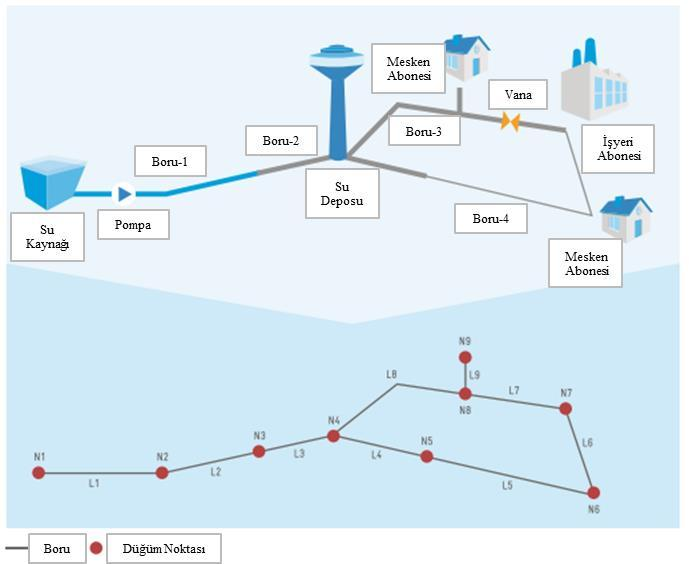 Mesken
Abonesi
Vana
Boru-2
Boru-3
Boru-1
İşyeri
Abonesi
Su
Deposu
Boru-4
Su
Kaynağı
Pompa
Mesken
Abonesi
N9
L8
L9
L7
N7
N8
N4
N3
L6
N1
N2
L3
L4
N5
L2
L1
L5
N6
Boru
Düğüm Noktası